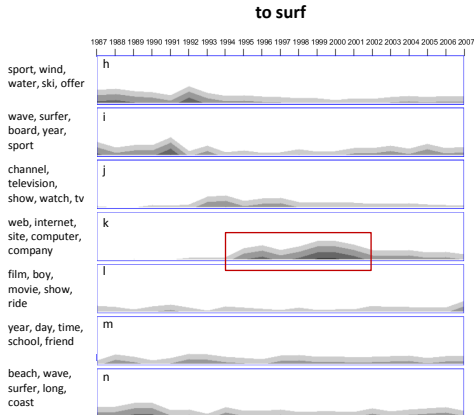 to surf
1987 1988 1989 1990 1991 1992 1993 1994 1995 1996 1997 1998 1999 2000 2001 2002 2003 2004 2005 2006 2007
sport, wind,
water, ski, offer
h
wave, surfer,
board, year,
sport
i
channel,
television,
show, watch, tv
j
web, internet,
site, computer,
company
k
film, boy,
movie, show,
ride
l
year, day, time,
school, friend
m
beach, wave,
surfer, long,
coast
n